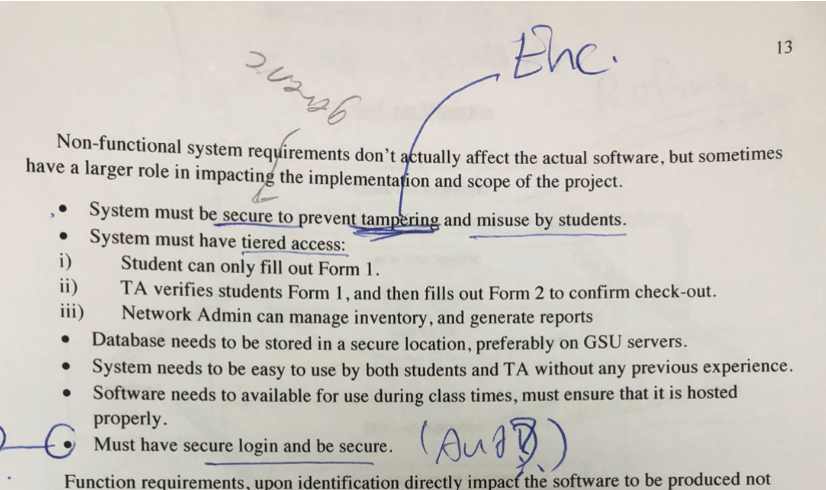 Enc.
13
generic
Non-functional system requirements don't actually affect the actual software, but sometimes
have a larger role in impacting the implementation and scope of the project.
• System must be secure to prevent tampering and misuse by students.
• System must have tiered access:
i) Student can only fill out Form 1.
ii) TA verifies students Form 1, and then fills out Form 2 to confirm check-out.
iii) Network Admin can manage inventory, and generate reports
• Database needs to be stored in a secure location, preferably on GSU servers.
• System needs to be easy to use by both students and TA without any previous experience.
• Software needs to available for use during class times, must ensure that it is hosted
properly.
• Must have secure login and be secure.
Function requirements, upon identification directly impact the software to be produced not